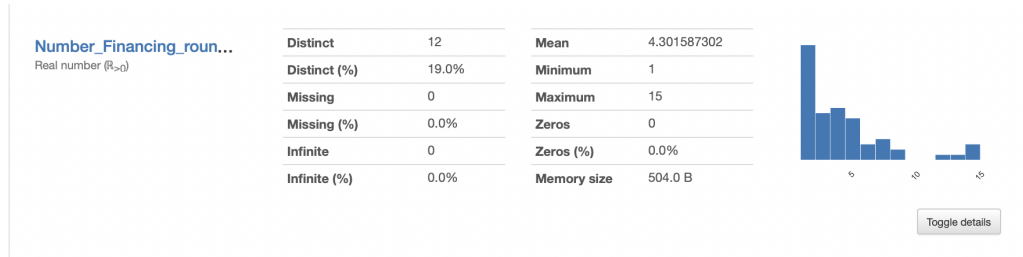 Number_Financing_roun...
Real number (ℝ>0)
Distinct 12
Distinct (%) 19.0%
Missing 0
Missing (%) 0.0%
Infinite 0
Infinite (%) 0.0%
Mean 4.301587302
Minimum 1
Maximum 15
Zeros 0
Zeros (%) 0.0%
Memory size 504.0 B
5 10 15
Toggle details